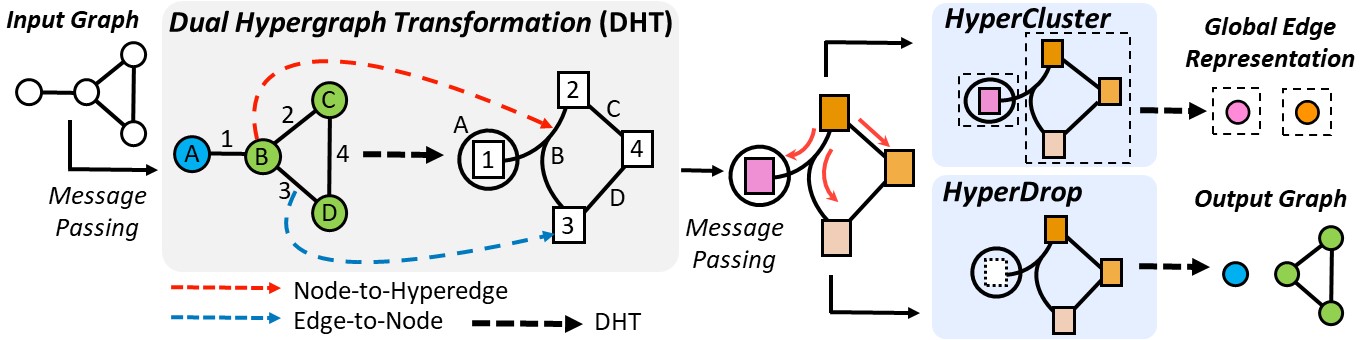 Input Graph
Message
Passing
Dual Hypergraph Transformation (DHT)
A
1
B
2
C
3
4
D
A
1
B
2
C
4
D
3
Node-to-Hyperedge
Edge-to-Node
DHT
Message
Passing
HyperCluster
Global Edge
Representation
HyperDrop
Output Graph